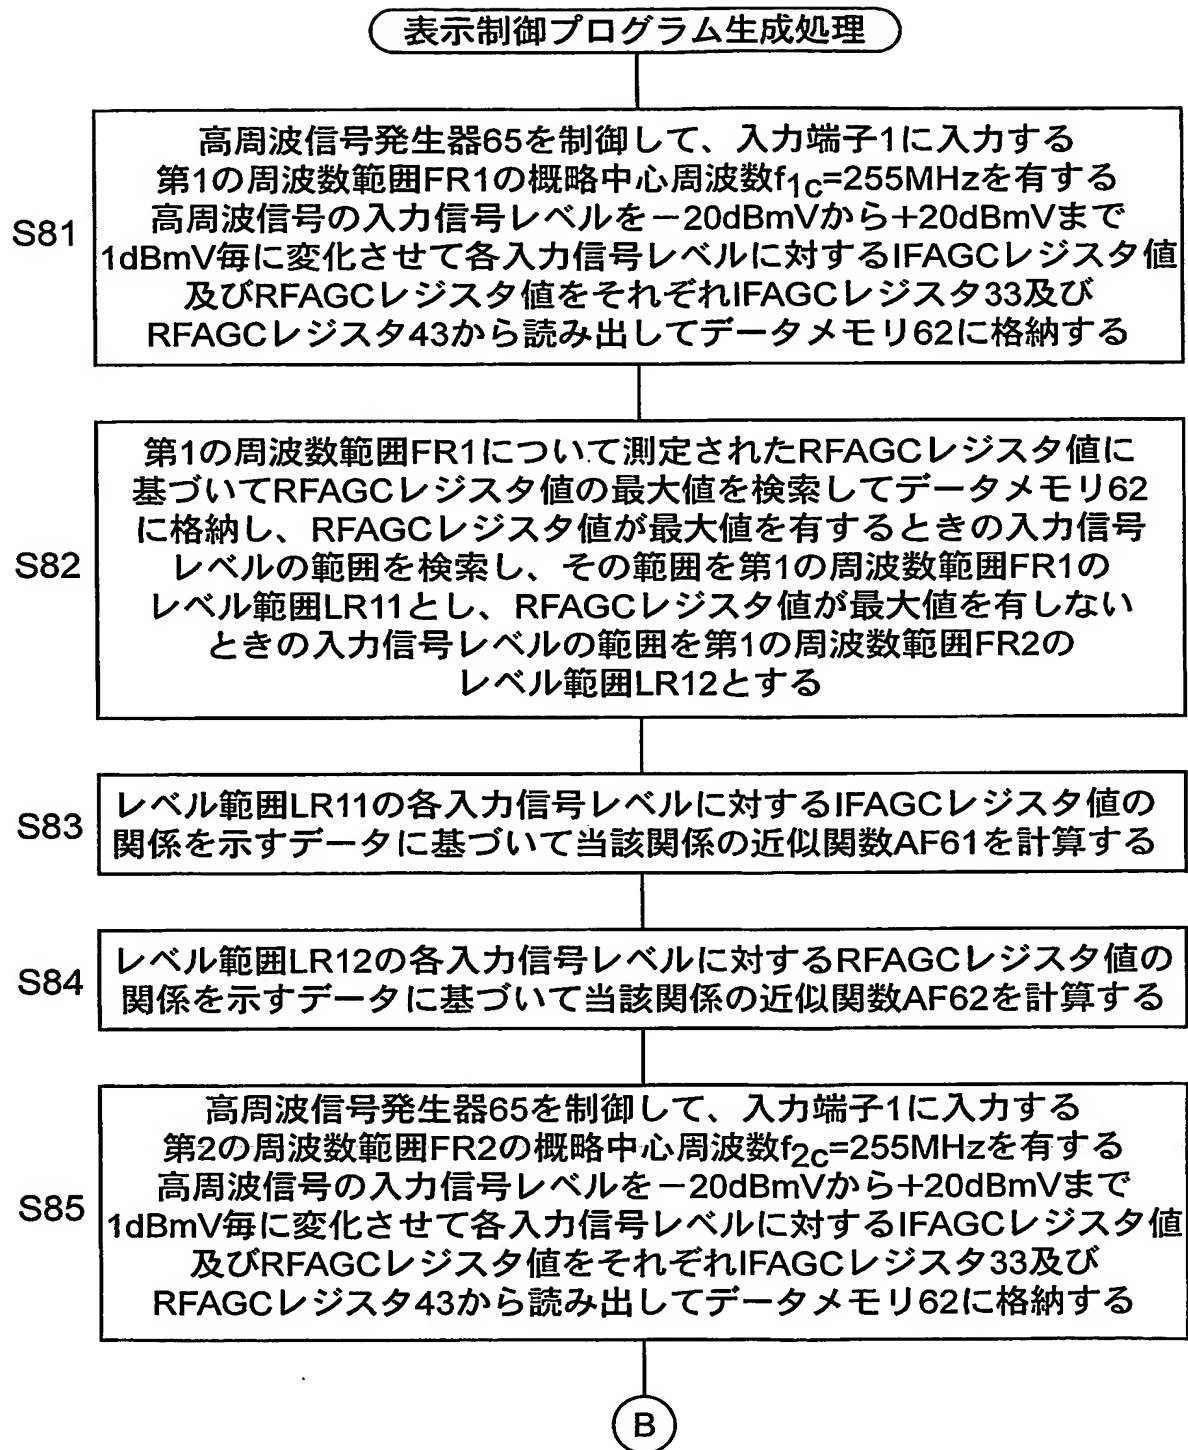 表示制御プログラム生成処理
S81
高周波信号発生器65を制御して、入力端子1に入力する
第1の周波数範囲FR1の概略中心周波数f1C=255MHzを有する
高周波信号の入力信号レベルを－20dBmVから＋20dBmVまで
1dBmV毎に変化させて各入力信号レベルに対するIFAGCレジスタ値
及びRFAGCレジスタ値をそれぞれIFAGCレジスタ33及び
RFAGCレジスタ43から読み出してデータメモリ62に格納する
S82
第1の周波数範囲FR1について測定されたRFAGCレジスタ値に
基づいてRFAGCレジスタ値の最大値を検索してデータメモリ62
に格納し、RFAGCレジスタ値が最大値を有するときの入力信号
レベルの範囲を検索し、その範囲を第1の周波数範囲FR1の
レベル範囲LR11とし、RFAGCレジスタ値が最大値を有しない
ときの入力信号レベルの範囲を第1の周波数範囲FR2の
レベル範囲LR12とする
S83
レベル範囲LR11の各入力信号レベルに対するIFAGCレジスタ値の
関係を示すデータに基づいて当該関係の近似関数AF61を計算する
S84
レベル範囲LR12の各入力信号レベルに対するRFAGCレジスタ値の
関係を示すデータに基づいて当該関係の近似関数AF62を計算する
S85
高周波信号発生器65を制御して、入力端子1に入力する
第2の周波数範囲FR2の概略中心周波数f2C=255MHzを有する
高周波信号の入力信号レベルを－20dBmVから＋20dBmVまで
1dBmV毎に変化させて各入力信号レベルに対するIFAGCレジスタ値
及びRFAGCレジスタ値をそれぞれIFAGCレジスタ33及び
RFAGCレジスタ43から読み出してデータメモリ62に格納する
B